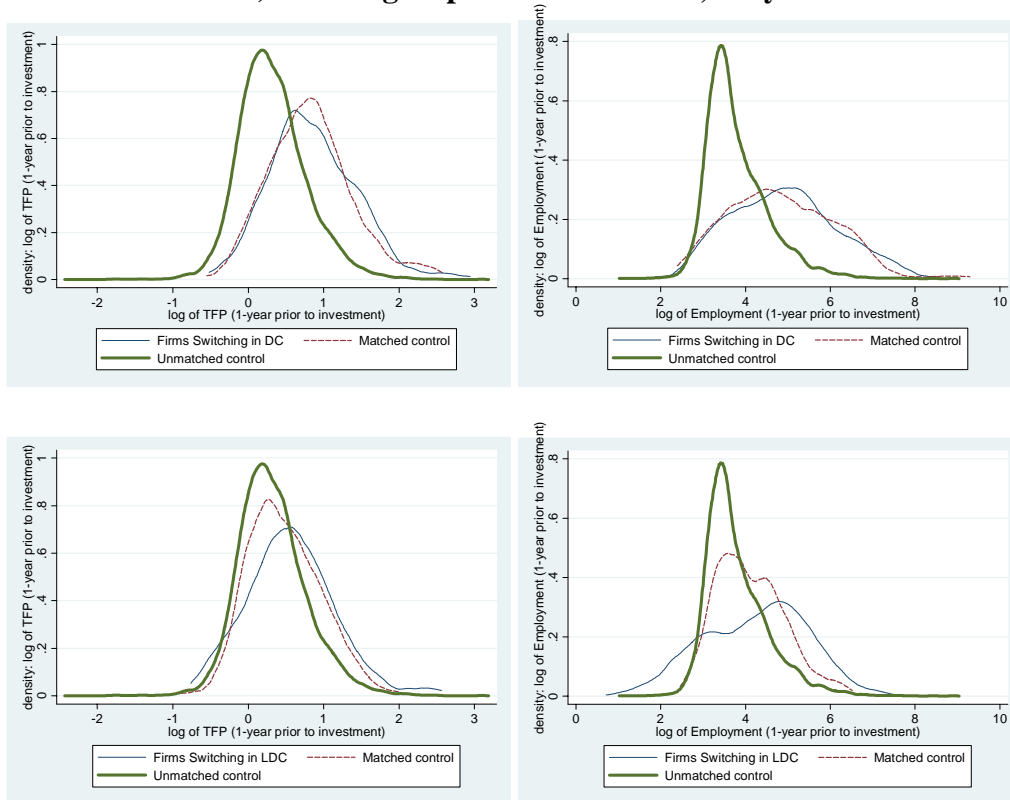 density: log of TFP (1-year prior to investment)
0 .2 .4 .6 .8 1
-2 -1 0 1 2 3
log of TFP (1-year prior to investment)
Firms Switching in DC Matched control
Unmatched control
density: log of Employment (1-year prior to investment)
0 .2 .4 .6 .8
0 2 4 6 8 10
log of Employment (1-year prior to investment)
Firms Switching in DC Matched control
Unmatched control
density: log of TFP (1-year prior to investment)
0 .2 .4 .6 .8 1
-2 -1 0 1 2 3
log of TFP (1-year prior to investment)
Firms Switching in LDC Matched control
Unmatched control
density: log of Employment (1-year prior to investment)
0 .2 .4 .6 .8
0 2 4 6 8 10
log of Employment (1-year prior to investment)
Firms Switching in LDC Matched control
Unmatched control